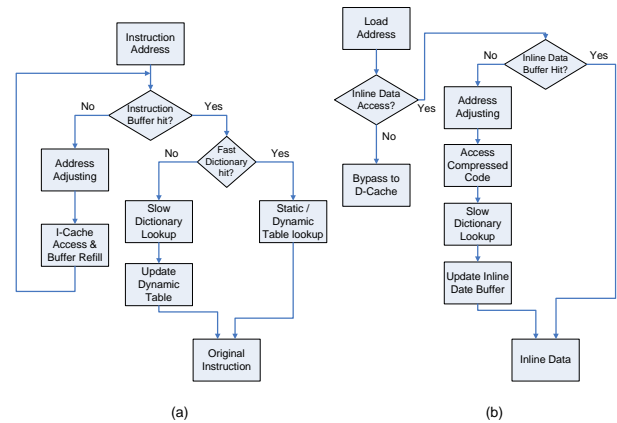 Instruction
Address
Instruction
Buffer hit?
No
Yes
Address
Adjusting
I-Cache
Access &
Buffer Refill
Fast
Dictionary
hit?
No
Yes
Slow
Dictionary
Lookup
Static /
Dynamic
Table lookup
Update
Dynamic
Table
Original
Instruction
(a)
Load
Address
Inline Data
Access?
Yes
No
Bypass to
D-Cache
Inline Data
Buffer Hit?
No
Yes
Address
Adjusting
Access
Compressed
Code
Slow
Dictionary
Lookup
Update Inline
Date Buffer
Inline Data
(b)